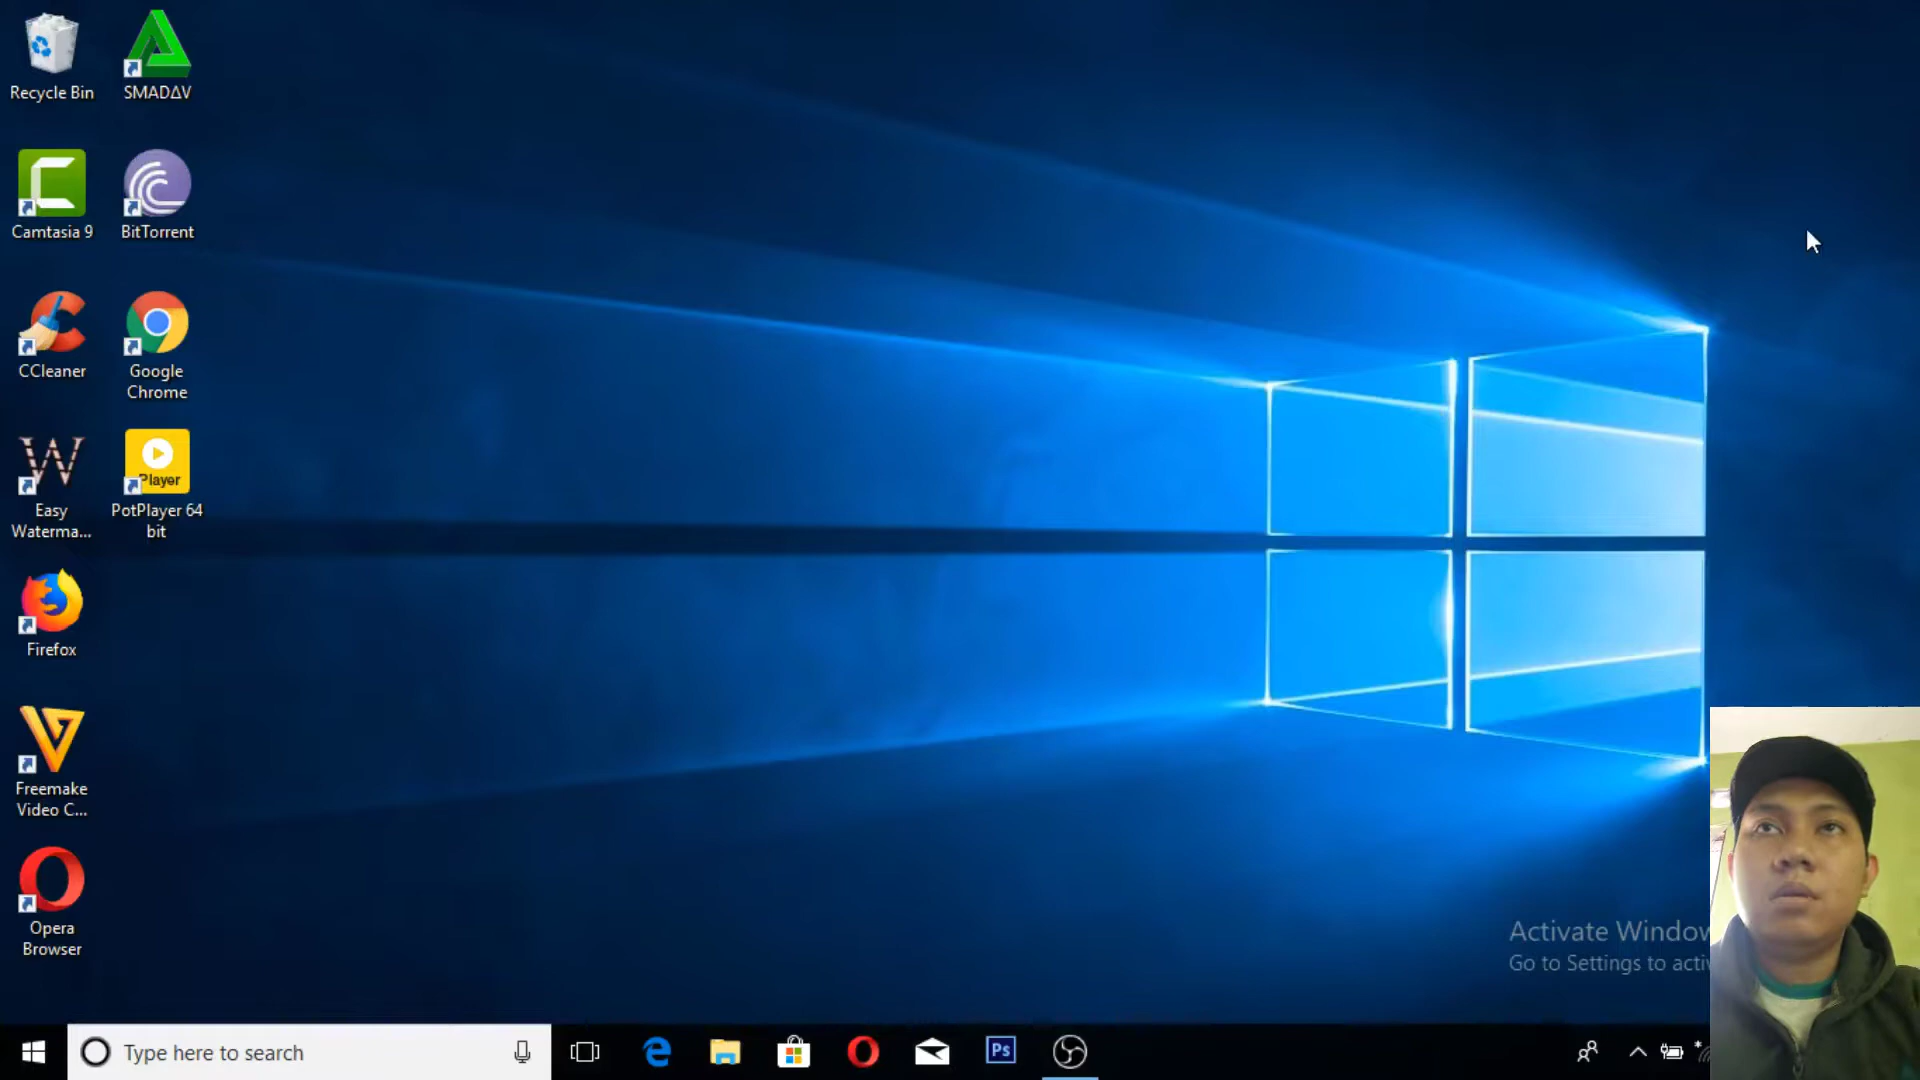 Recycle Bin
SMADΔV
Camtasia 9
BitTorrent
CCleaner
Google
Chrome
Easy
Waterma...
Player
PotPlayer 64
bit
Firefox
Freemake
Video C...
Opera
Browser
Activate Window
Go to Settings to acti
Type here to search
Ps